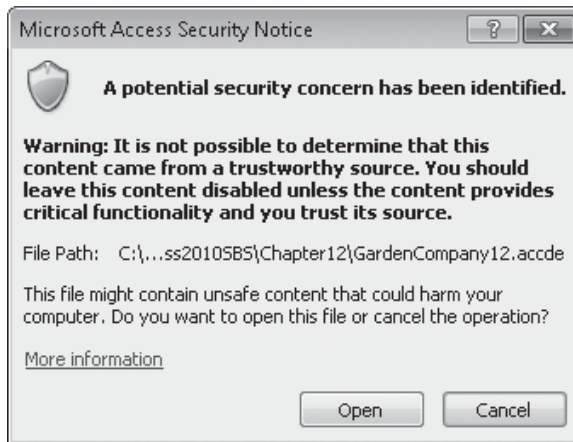 Microsoft Access Security Notice
A potential security concern has been identified.
Warning: It is not possible to determine that this
content came from a trustworthy source. You should
leave this content disabled unless the content provides
critical functionality and you trust its source.
File Path: C:\...ss2010SBS\Chapter12\GardenCompany12.accde
This file might contain unsafe content that could harm your
computer. Do you want to open this file or cancel the operation?
More information
Open
Cancel